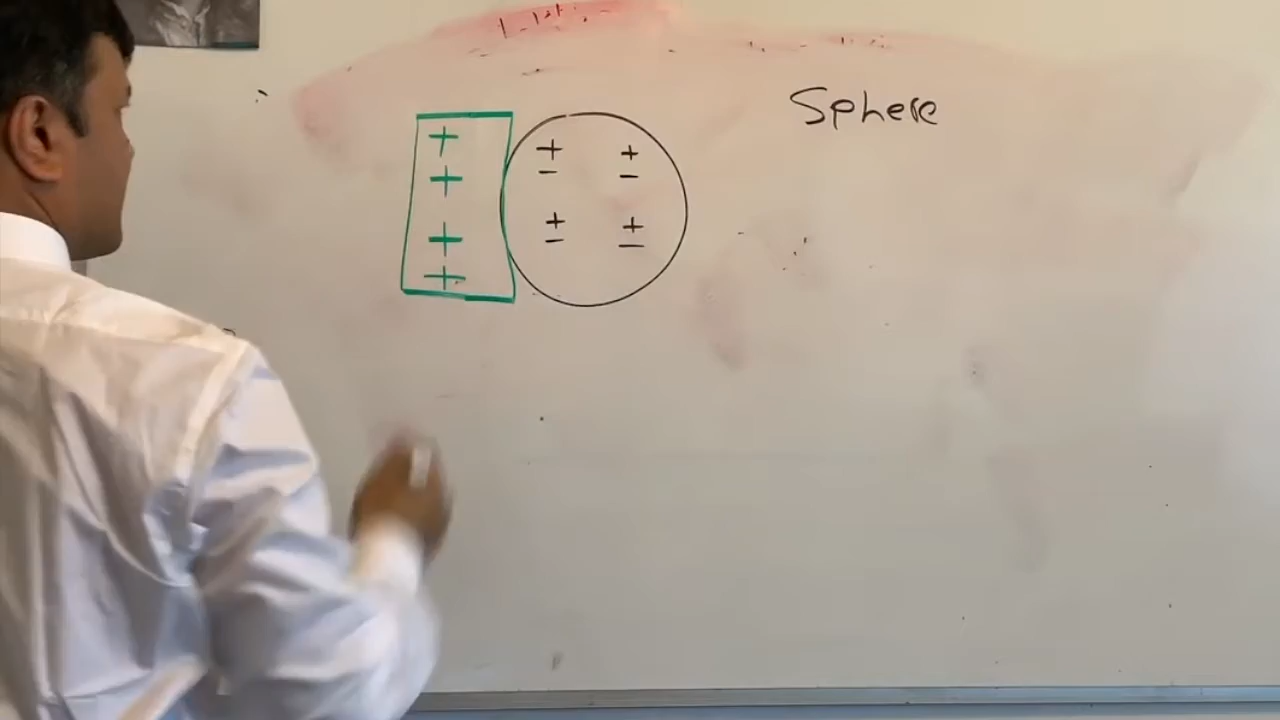 Sphere
+ + +
- -
+
+ + +
- -
+